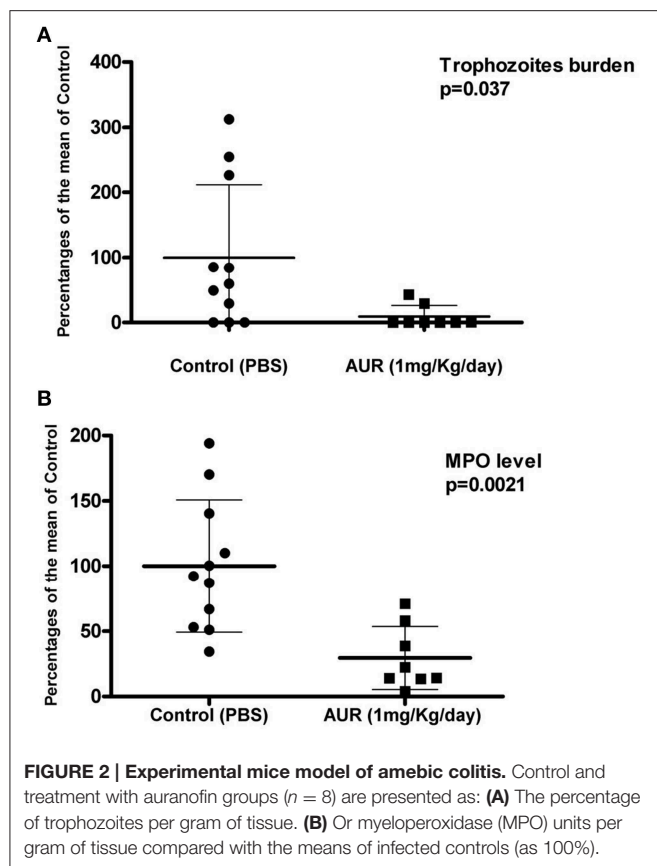 A
Percentanges of the mean of Control
400
300
200
100
0
Trophozoites burden
p=0.037
Control (PBS) AUR (1mg/Kg/day)
B
Percentages of the mean of Control
200
150
100
50
0
MPO level
p=0.0021
Control (PBS) AUR (1mg/Kg/day)
FIGURE 2 | Experimental mice model of amebic colitis. Control and
treatment with auranofin groups (n = 8) are presented as: (A) The percentage
of trophozoites per gram of tissue. (B) Or myeloperoxidase (MPO) units per
gram of tissue compared with the means of infected controls (as 100%).